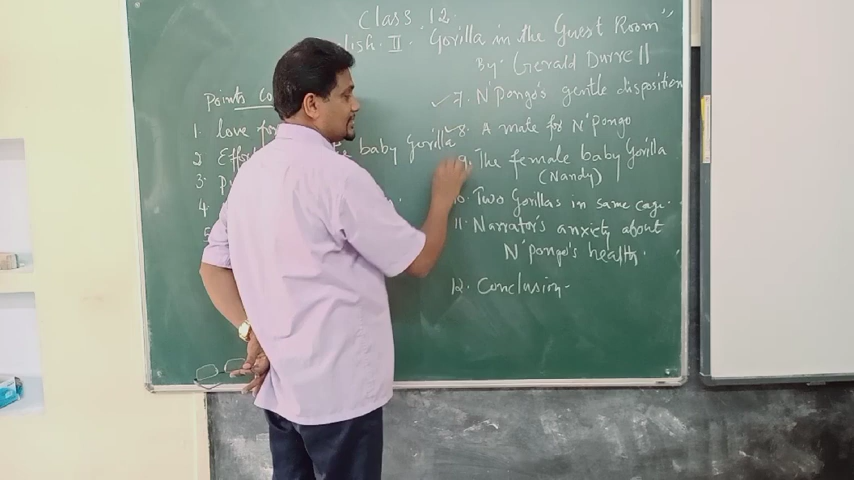 Class 12.
lish. II. "Gorilla in the Guest Room"
By: Gerald Durrell
Points
1. love for
2 Effor baby Gorilla
3.
4.
✓7. N'Pongo's gentle disposition
✓8. A mate for N'Pongo
9. The female baby Gorilla
(Nandy)
10. Two Gorillas in same cage.
11. Narrator's anxiety about
N'Pongo's health.
12. Conclusion.